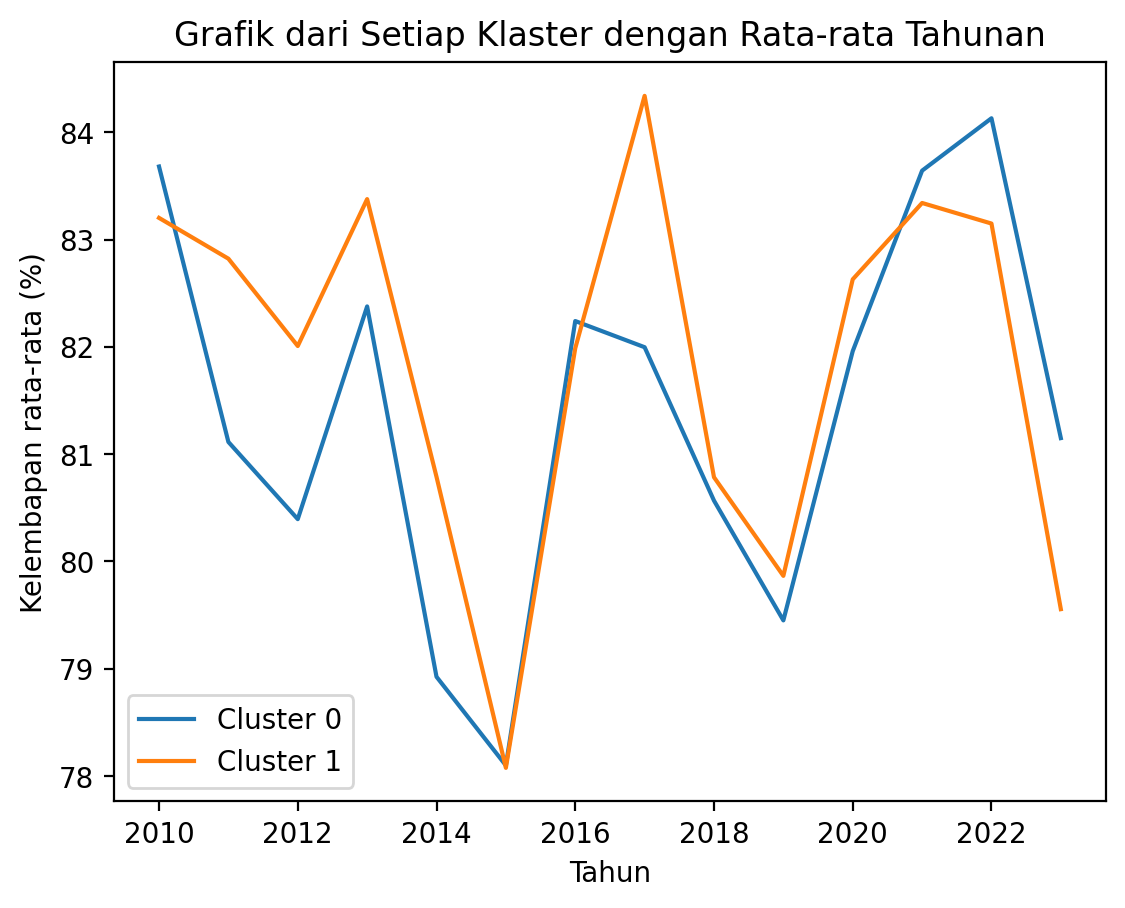 Grafik dari Setiap Klaster dengan Rata-rata Tahunan
Kelembapan rata-rata (%)
84
83
82
81
80
79
78
Cluster 0
Cluster 1
2010 2012 2014 2016 2018 2020 2022
Tahun